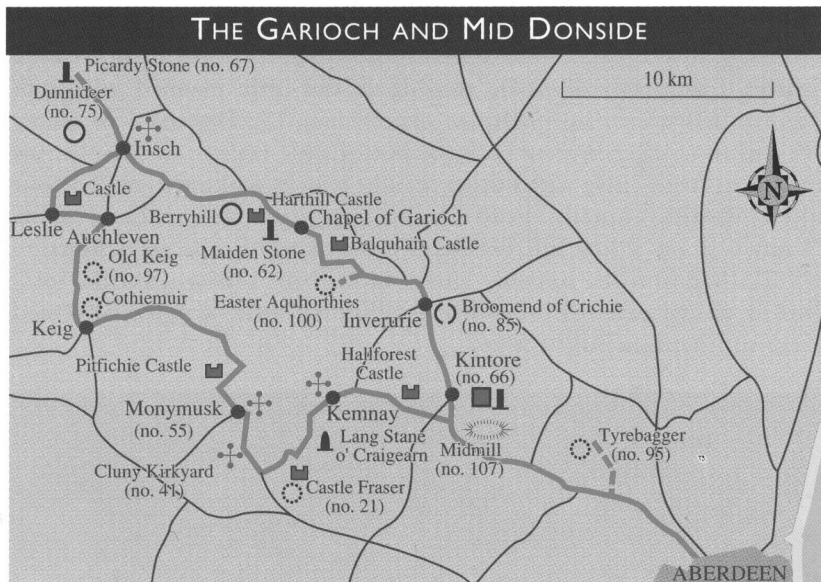 THE GARIOCH AND MID DONSIDE
Picardy Stone (no. 67)
10 km
Dunnideer
(no. 75)
Insch
N
Castle
Harthill Castle
Berryhill
Chapel of Garioch
Leslie
Auchleven
Maiden Stone
(no. 62)
Balquhain Castle
Old Keig
(no. 97)
Cothiemuir
Easter Aquhorthies
(no. 100)
Inverurie
Broomend of Crichie
(no. 85)
Keig
Pitfichie Castle
Hallforest
Castle
Kintore
(no. 66)
Monymusk
(no. 55)
Kemnay
Lang Stane
o' Craigearn
Midmill
(no. 107)
Tyrebagger
(no. 95)
Cluny Kirkyard
(no. 41)
Castle Fraser
(no. 21)
ABERDEEN